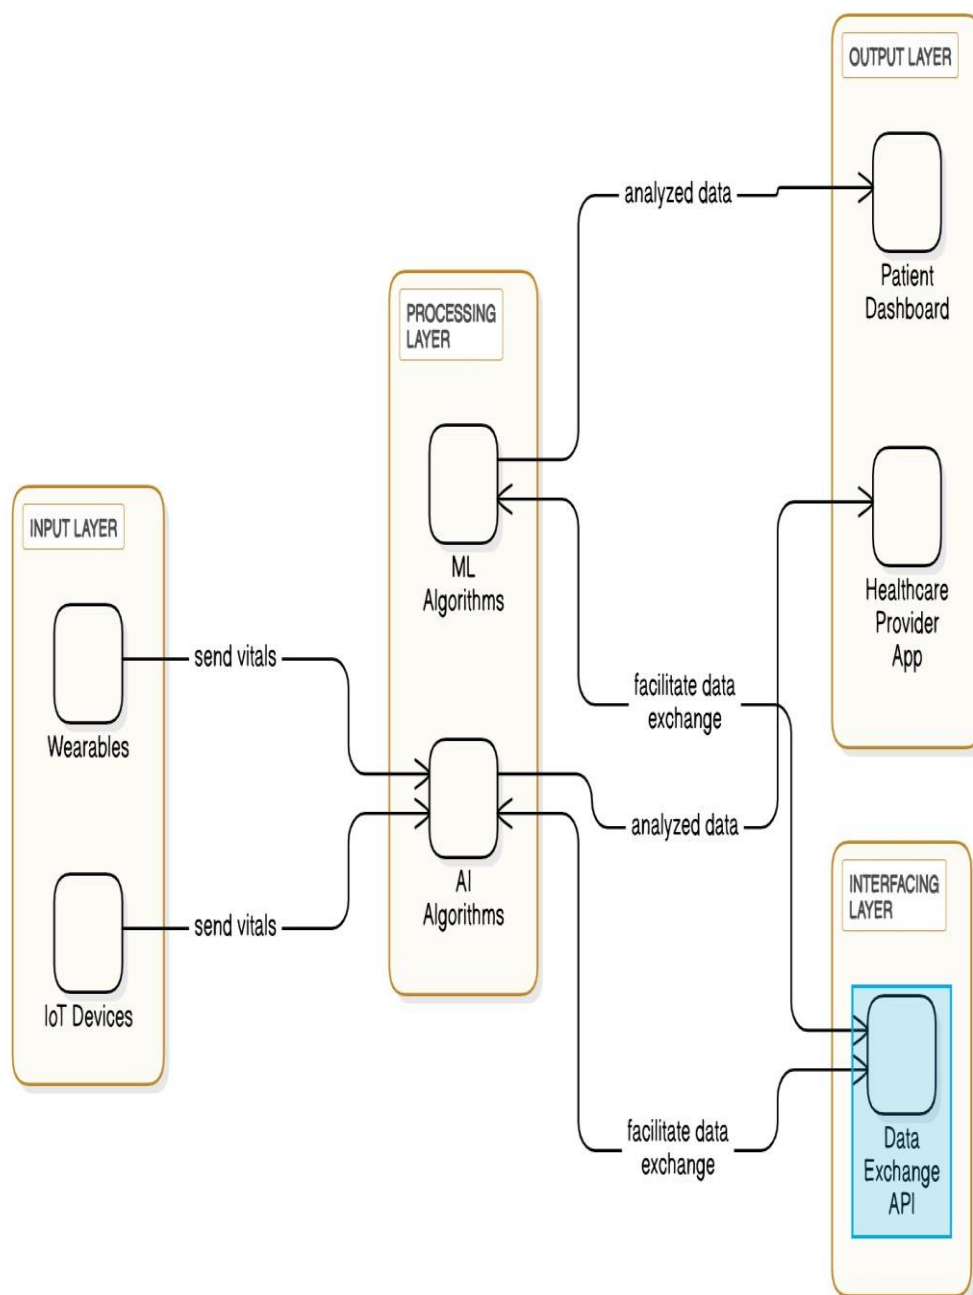 OUTPUT LAYER
analyzed data
Patient
Dashboard
PROCESSING
LAYER
ML
Algorithms
Healthcare
Provider
App
INPUT LAYER
send vitals
Wearables
facilitate data
exchange
analyzed data
AI
Algorithms
INTERFACING
LAYER
send vitals
IoT Devices
facilitate data
exchange
Data
Exchange
API